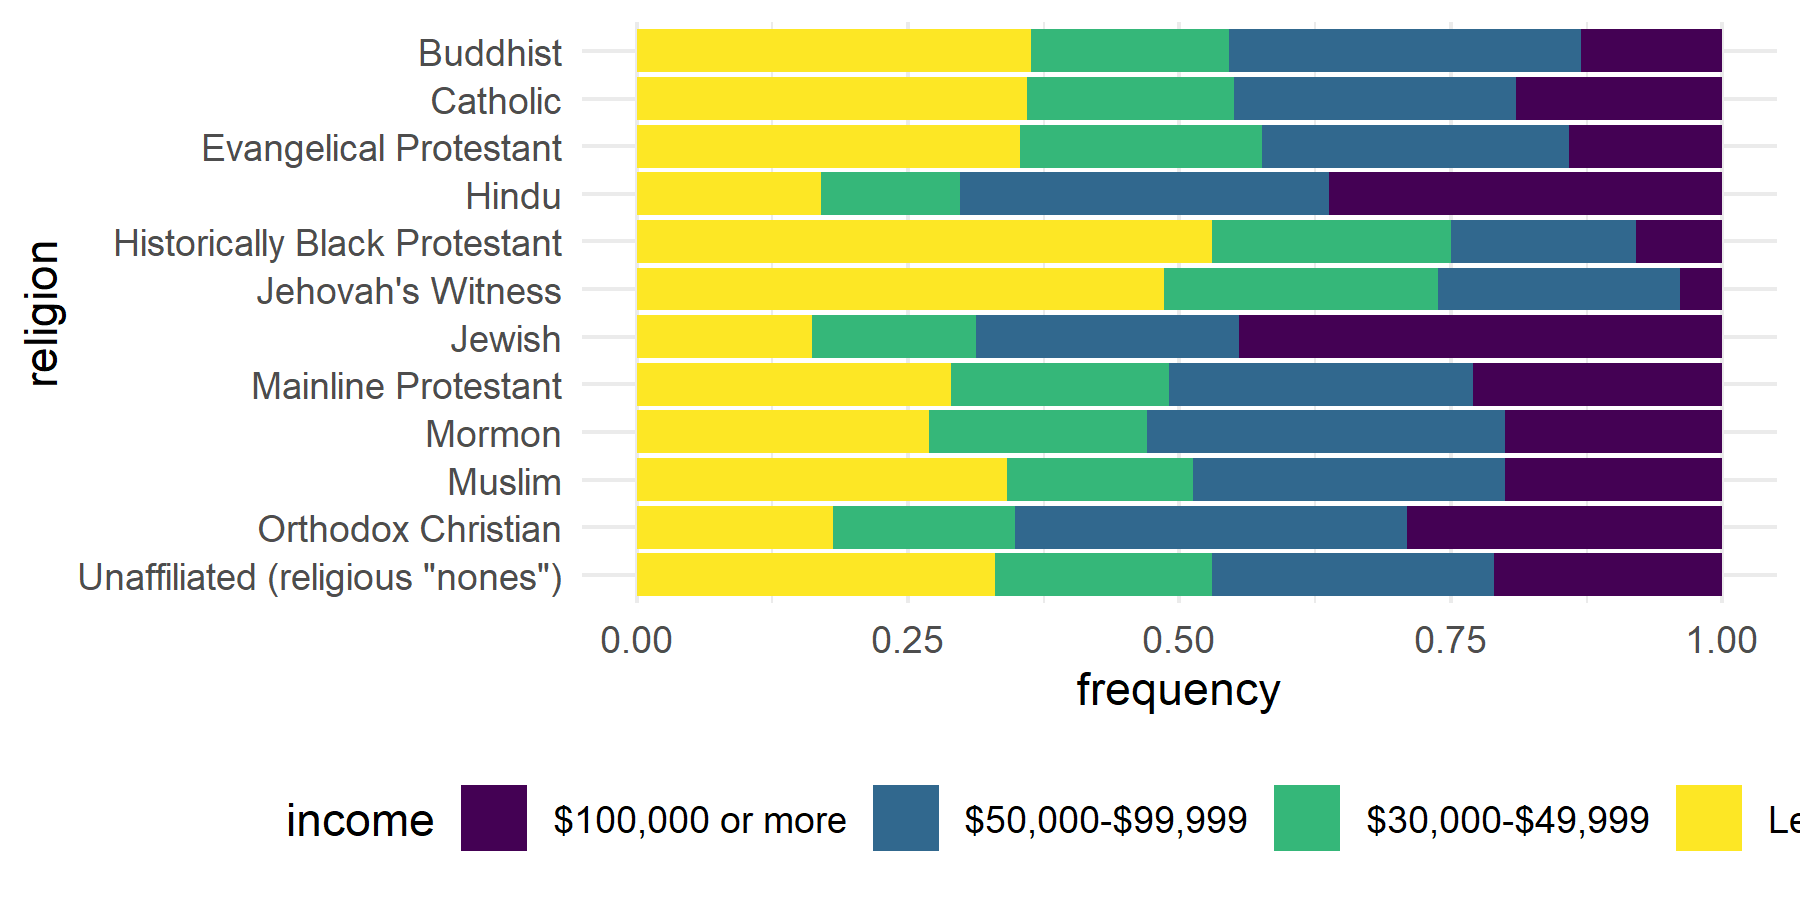 Buddhist
Catholic
Evangelical Protestant
Hindu
Historically Black Protestant
Jehovah's Witness
Jewish
Mainline Protestant
Mormon
Muslim
Orthodox Christian
Unaffiliated (religious "nones")
religion
0.00 0.25 0.50 0.75 1.00
frequency
income $100,000 or more $50,000-$99,999 $30,000-$49,999